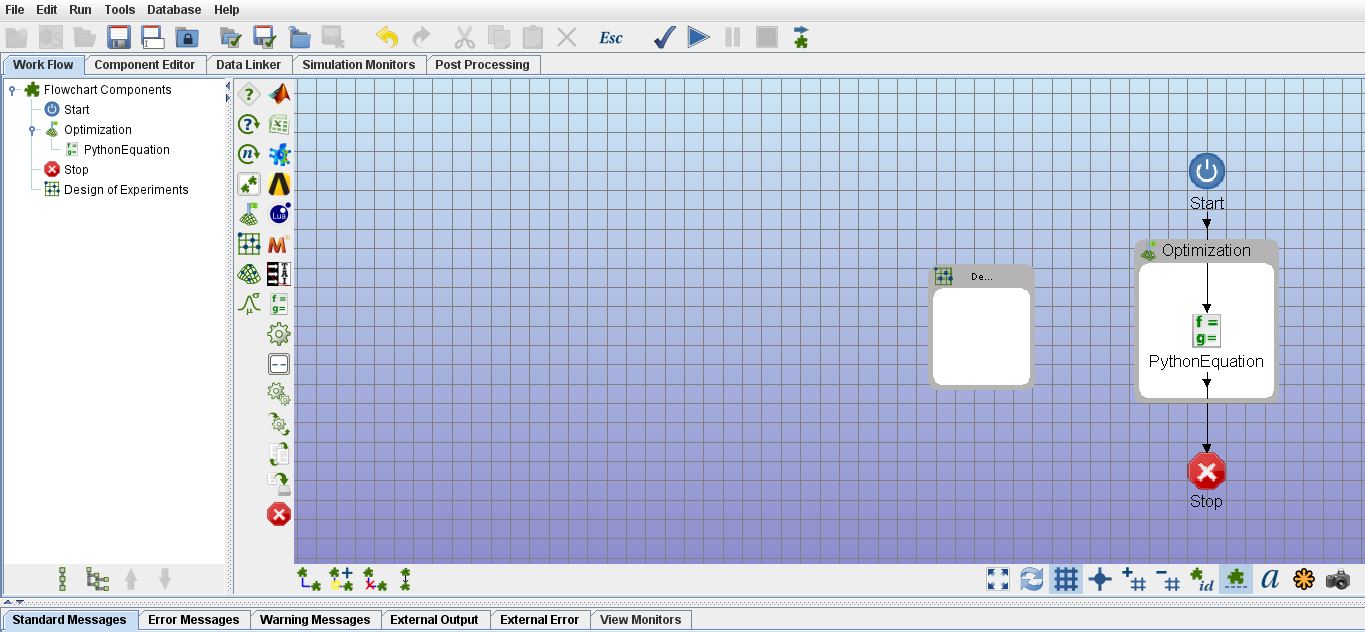 File Edit Run Tools Database Help
Esc
Work Flow Component Editor Data Linker Simulation Monitors Post Processing
Flowchart Components
Start
Optimization
PythonEquation
Stop
Design of Experiments
?
?
n
Lua
M
TAI
μ σ
f =
g=
Start
Optimization
De...
f =
g=
PythonEquation
Stop
id
a
Standard Messages Error Messages Warning Messages External Output External Error View Monitors